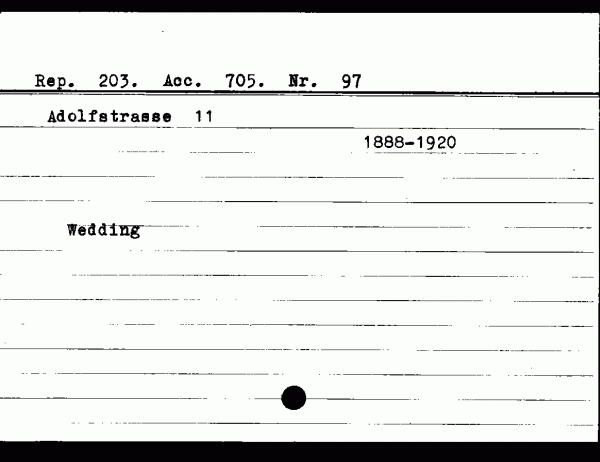 Rep. 203. Acc. 705. Nr. 97
Adolfstrasse 11
1888-1920
Wedding